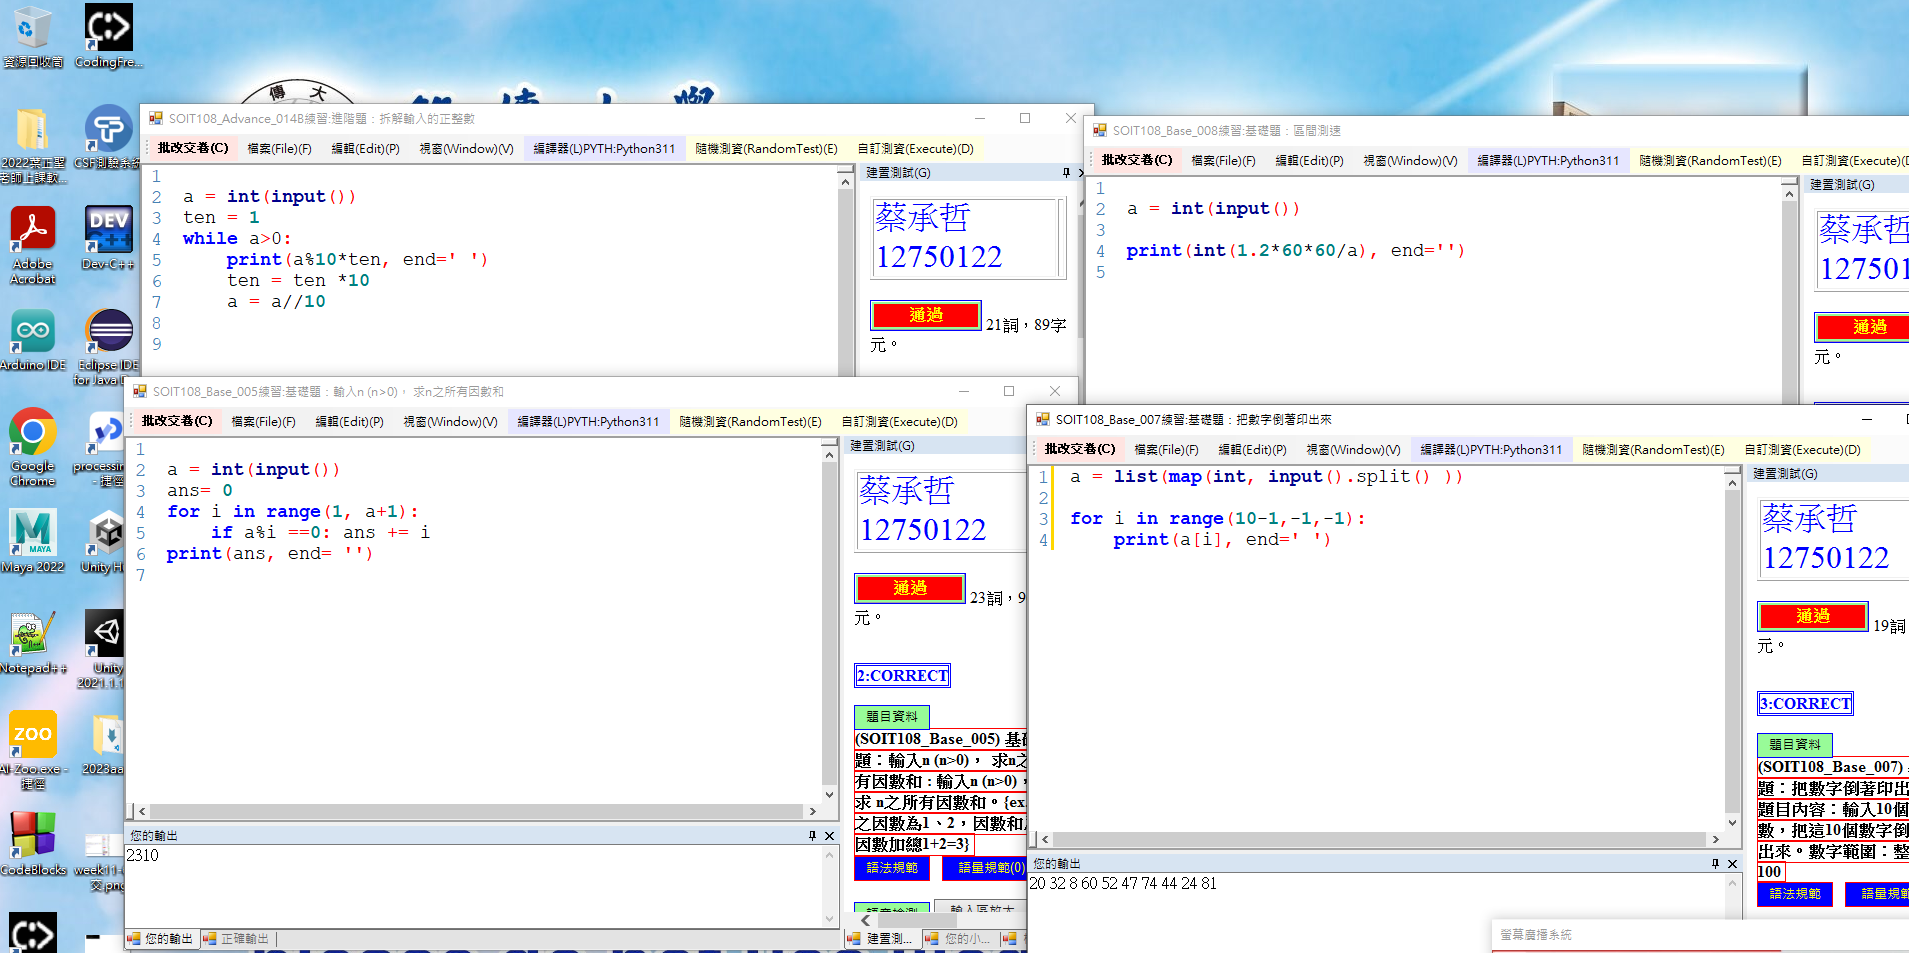 資源回收筒
CodingFre...
2022葉正聖
老師上課軟...
CSF測驗系統
Adobe
Acrobat
Dev-C++
Arduino IDE
Eclipse IDE
for Java D
Google
Chrome
processin
- 捷徑
Maya 2022
Unity H
Notepad++
Unity
2021.1.1
AI-Zoo.exe -
捷徑
2023aa
CodeBlocks
week11-
交.png
傳 大
SOIT108_Advance_014B練習:進階題：拆解輸入的正整數
批改交卷(C) 檔案(File)(F) 編輯(Edit)(P) 視窗(Window)(V) 編譯器(L)PYTH:Python311 隨機測資(RandomTest)(E) 自訂測資(Execute)(D)
1
2 a = int(input())
3 ten = 1
4 while a>0:
5 print(a%10*ten, end=' ')
6 ten = ten *10
7 a = a//10
8
9
建置測試(G)
蔡承哲
12750122
通過 21詞，89字
元。
SOIT108_Base_008練習:基礎題：區間測速
批改交卷(C) 檔案(File)(F) 編輯(Edit)(P) 視窗(Window)(V) 編譯器(L)PYTH:Python311 隨機測資(RandomTest)(E) 自訂測資(Execute)(D
1
2 a = int(input())
3
4 print(int(1.2*60*60/a), end='')
5
建置測試(G)
蔡承哲
127501
通過
元。
SOIT108_Base_005練習:基礎題：輸入n (n>0)， 求n之所有因數和
批改交卷(C) 檔案(File)(F) 編輯(Edit)(P) 視窗(Window)(V) 編譯器(L)PYTH:Python311 隨機測資(RandomTest)(E) 自訂測資(Execute)(D)
1
2 a = int(input())
3 ans= 0
4 for i in range(1, a+1):
5 if a%i ==0: ans += i
6 print(ans, end= '')
7
您的輸出
2310
您的輸出 正確輸出
建置測試(G)
蔡承哲
12750122
通過 23詞，9
元。
2:CORRECT
題目資料
(SOIT108_Base_005) 基礎
題：輸入n (n>0)， 求n之
有因數和：輸入n (n>0)，
求 n之所有因數和。{ex.
之因數為1、2，因數和
因數加總1+2=3}
語法規範 語量規範(0)
建置測... 您的小...
SOIT108_Base_007練習:基礎題：把數字倒著印出來
批改交卷(C) 檔案(File)(F) 編輯(Edit)(P) 視窗(Window)(V) 編譯器(L)PYTH:Python311 隨機測資(RandomTest)(E) 自訂測資(Execute)(D)
1 a = list(map(int, input().split() ))
2
3 for i in range(10-1,-1,-1):
4 print(a[i], end=' ')
您的輸出
20 32 8 60 52 47 74 44 24 81
建置測試(G)
蔡承哲
12750122
通過 19詞
元。
3:CORRECT
題目資料
(SOIT108_Base_007)
題：把數字倒著印出
題目內容：輸入10個
數，把這10個數字倒
出來。數字範圍：整
100
語法規範 語量規
螢幕廣播系統